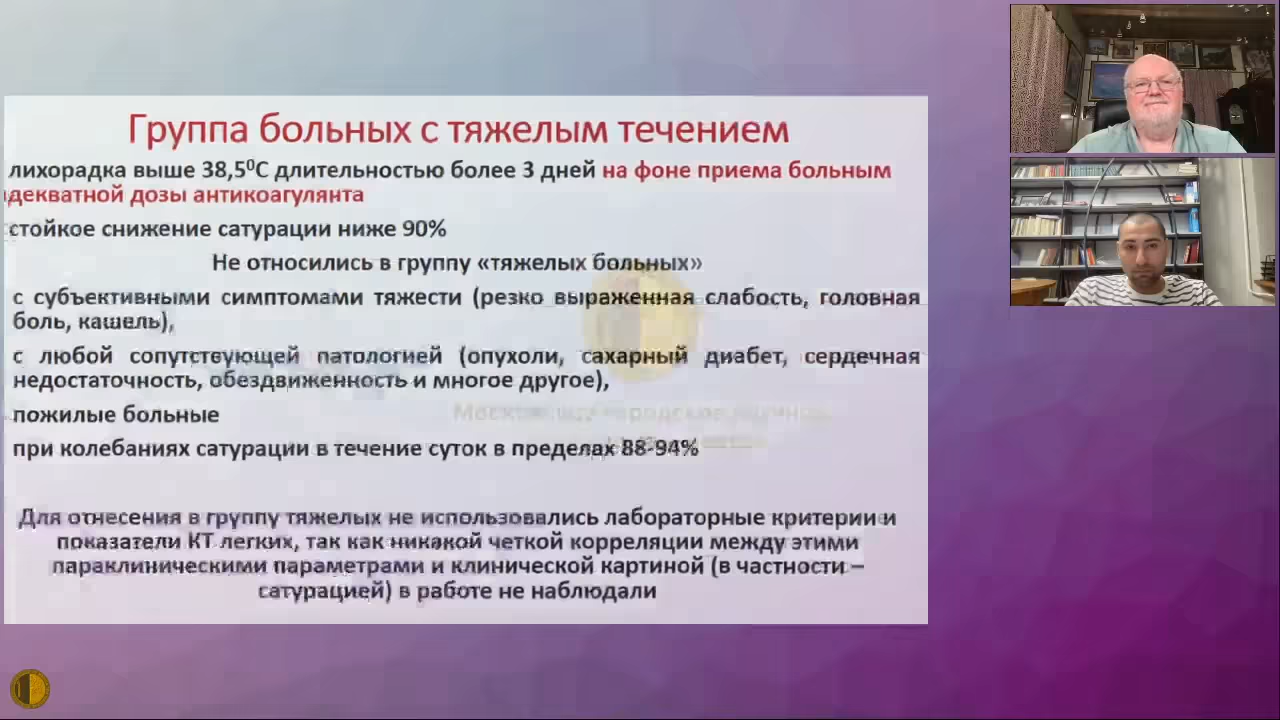 Группа больных с тяжелым течением
лихорадка выше 38,5⁰С длительностью более 3 дней на фоне приема больным
декватной дозы антикоагулянта
стойкое снижение сатурации ниже 90%
Не относились в группу «тяжелых больных»
с субъективными симптомами тяжести (резко выраженная слабость, головная
боль, кашель),
с любой сопутствующей патологией (опухоли, сахарный диабет, сердечная
недостаточность, обездвиженность и многое другое),
пожилые больные
при колебаниях сатурации в течение суток в пределах 88-94%
Для отнесения в группу тяжелых не использовались лабораторные критерии и
показатели КТ легких, так как никакой четкой корреляции между этими
параклиническими параметрами и клинической картиной (в частности –
сатурацией) в работе не наблюдали